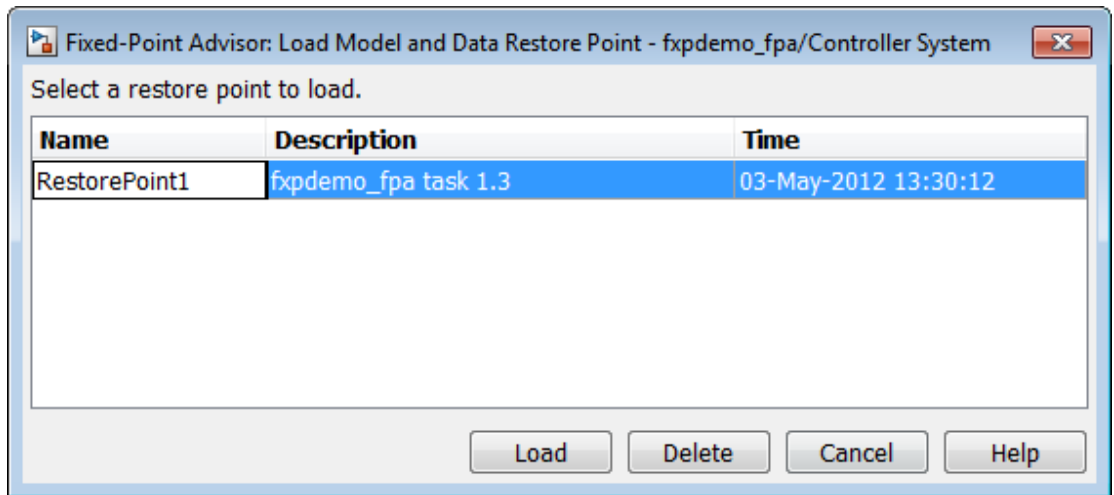 Fixed-Point Advisor: Load Model and Data Restore Point - fxpdemo_fpa/Controller System
Select a restore point to load.
Name Description Time
RestorePoint1 fxpdemo_fpa task 1.3 03-May-2012 13:30:12
Load Delete Cancel Help